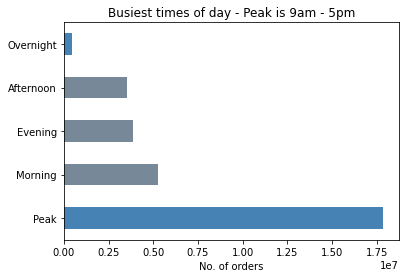 Busiest times of day - Peak is 9am - 5pm
Overnight
Afternoon
Evening
Morning
Peak
0.00 0.25 0.50 0.75 1.00 1.25 1.50 1.75
1e7
No. of orders